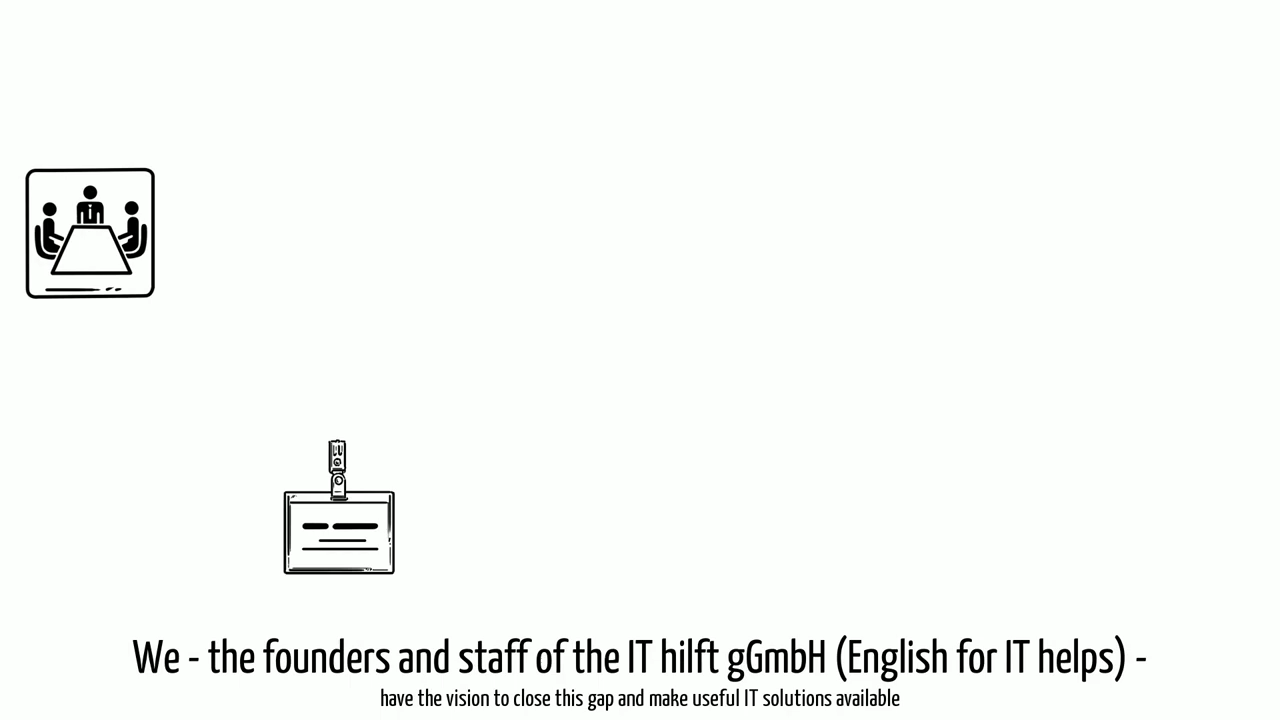 We - the founders and staff of the IT hilft gGmbH (English for IT helps) -
have the vision to close this gap and make useful IT solutions available